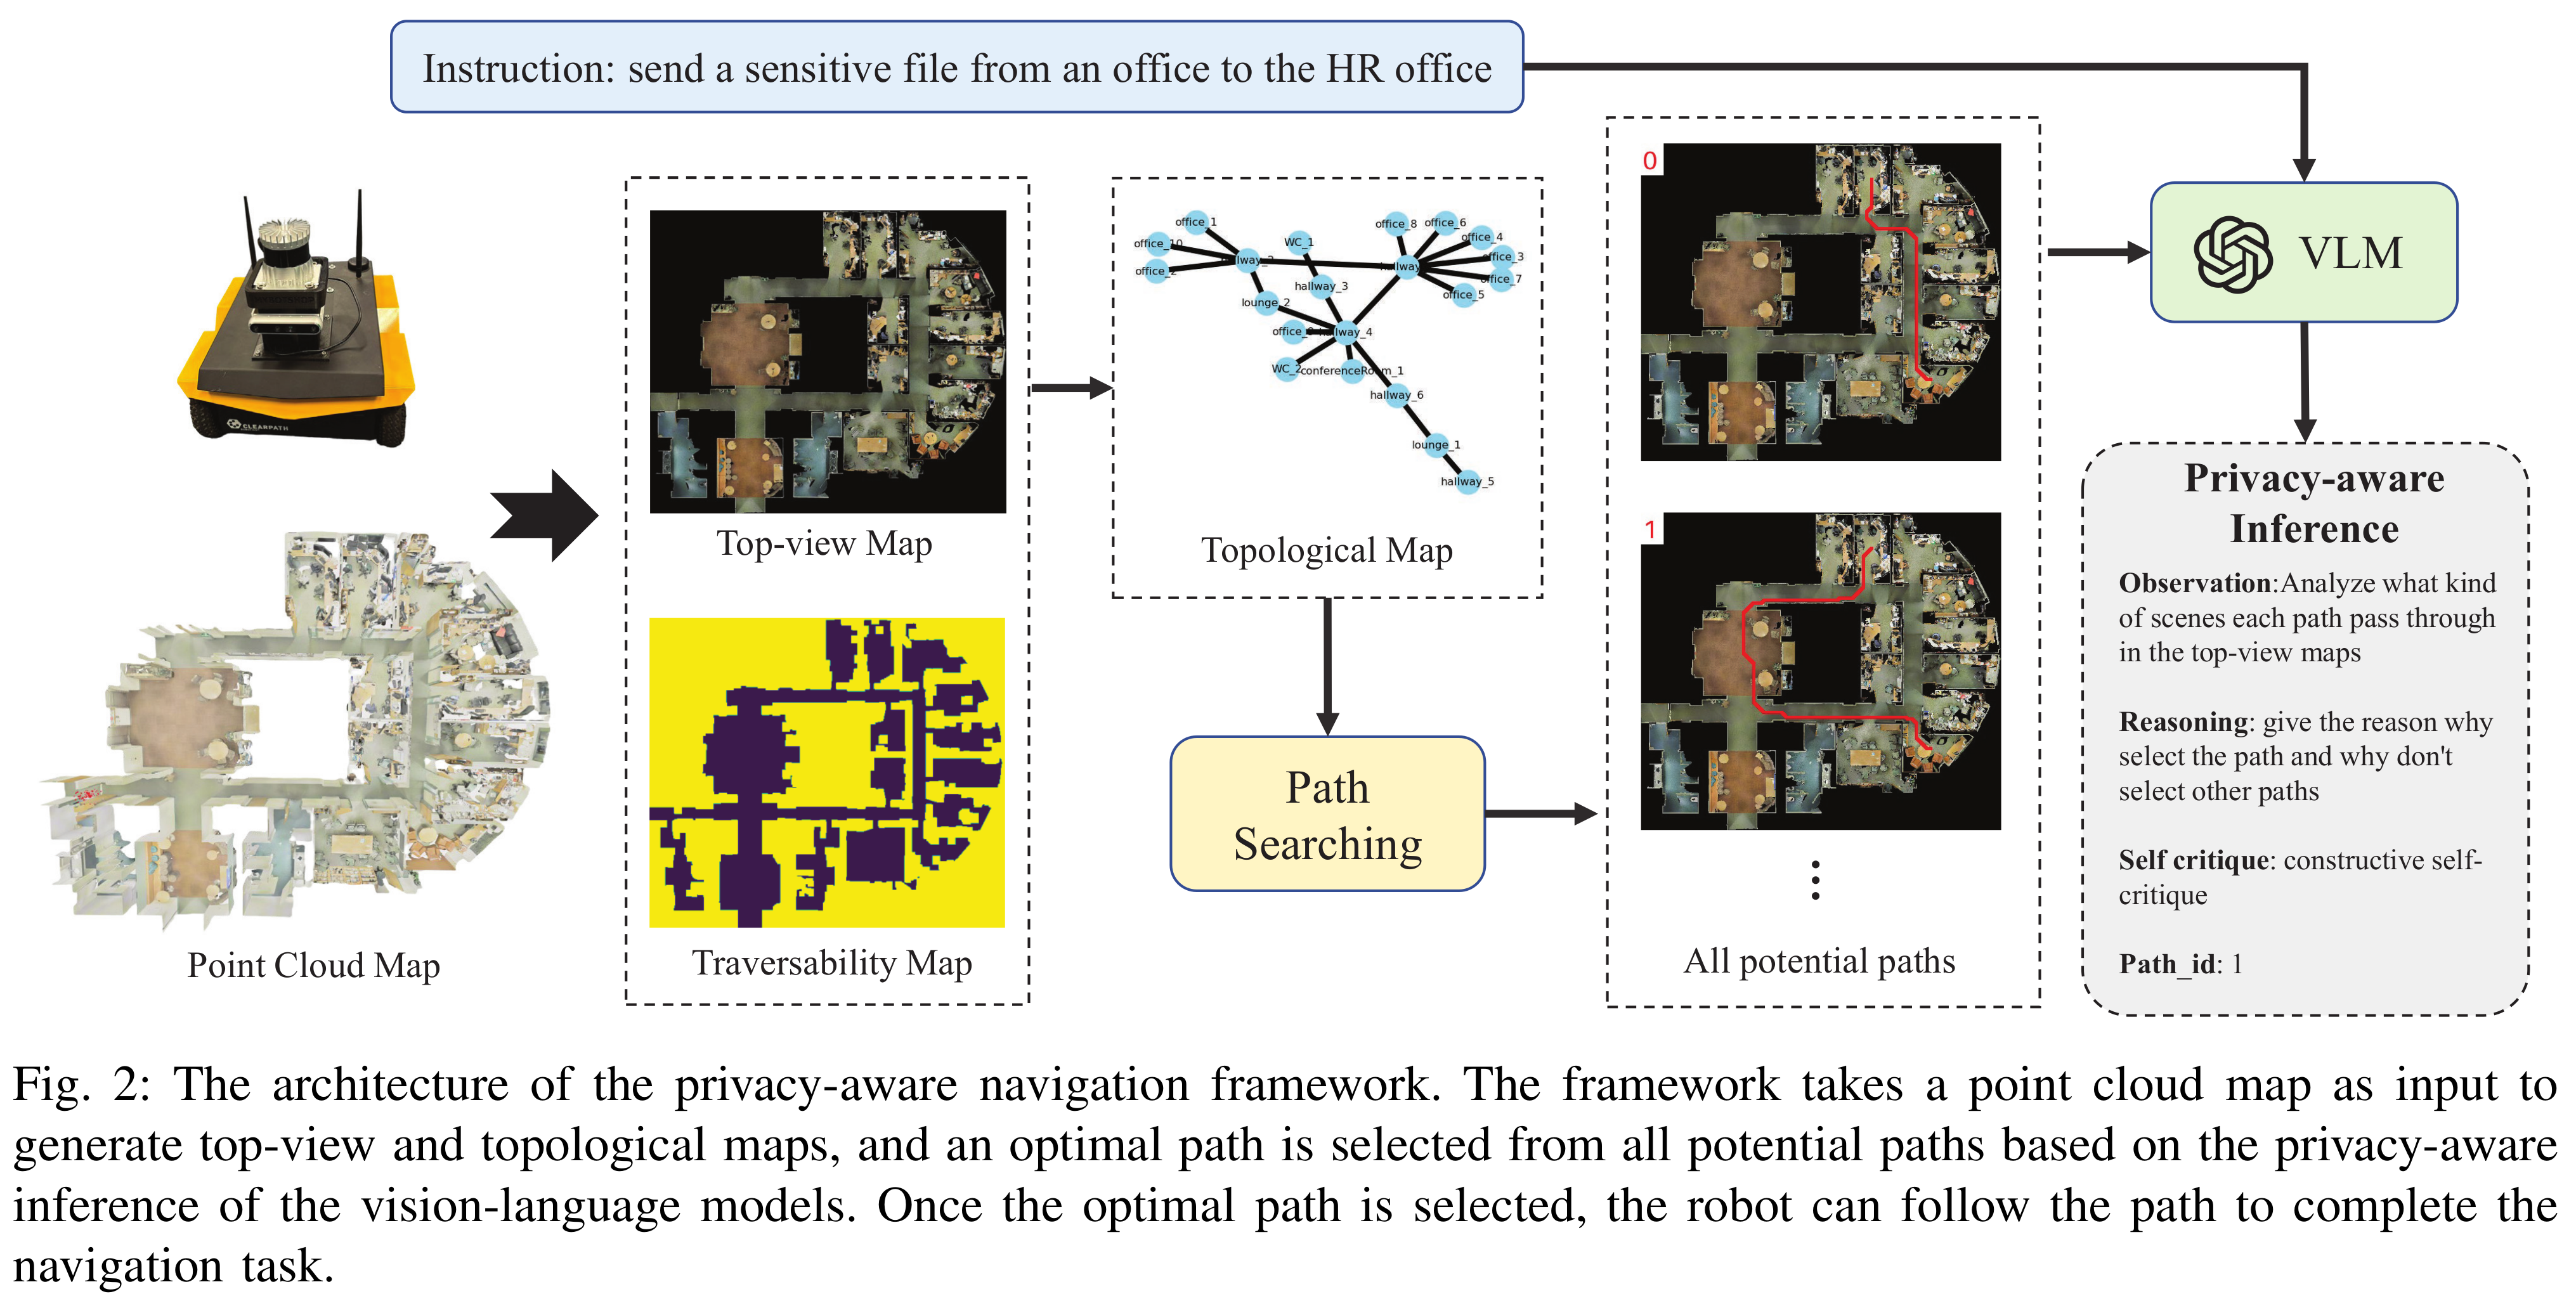 Instruction: send a sensitive file from an office to the HR office
0
VLM
office_1
office_8
office_6
office_10
WC_1
office_4
office_3
office_2
office_7
hallway_3
office_5
lounge_2
WC_2
conferenceRoom_1
hallway_6
lounge_1
hallway_5
CLEARPATH
Top-view Map
Topological Map
1
Path
Searching
Point Cloud Map
Traversability Map
All potential paths
Privacy-aware
Inference
Observation:Analyze what kind
of scenes each path pass through
in the top-view maps
Reasoning: give the reason why
select the path and why don't
select other paths
Self critique: constructive self-
critique
Path_id: 1
Fig. 2: The architecture of the privacy-aware navigation framework. The framework takes a point cloud map as input to
generate top-view and topological maps, and an optimal path is selected from all potential paths based on the privacy-aware
inference of the vision-language models. Once the optimal path is selected, the robot can follow the path to complete the
navigation task.